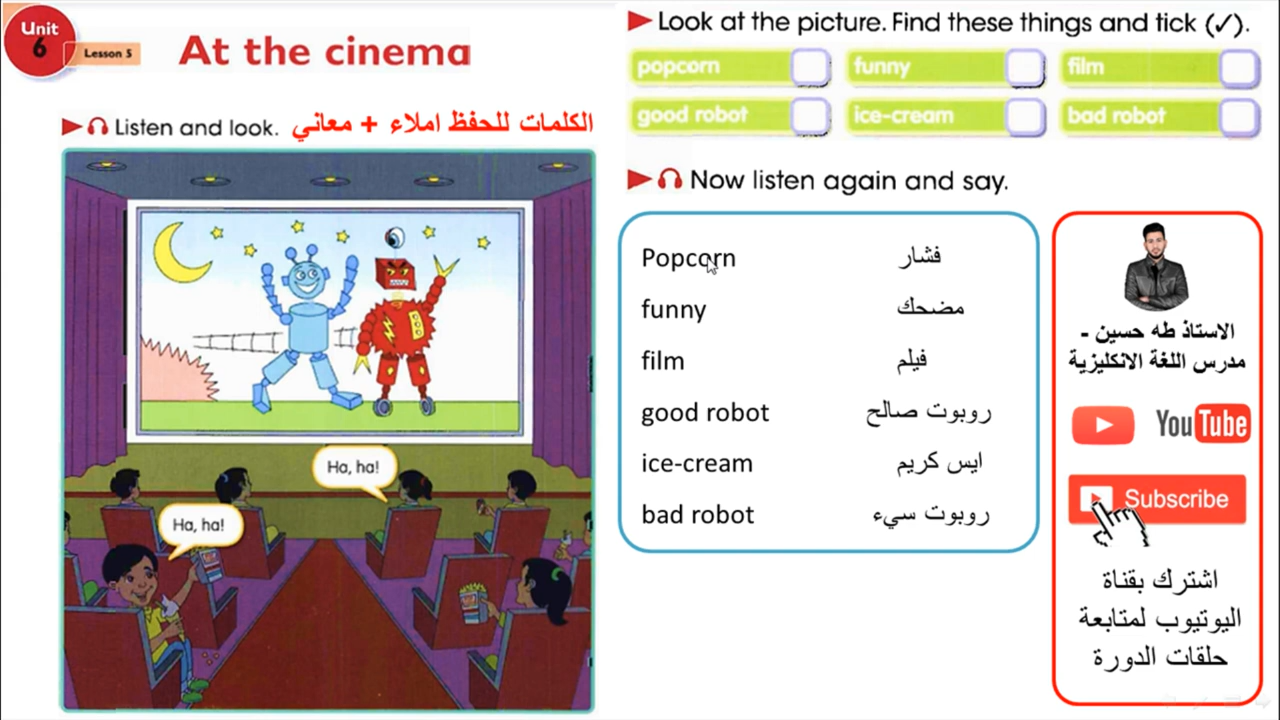 Unit
6
Lesson 5
At the cinema
Listen and look.
الكلمات للحفظ املاء + معاني
Ha, ha!
Ha, ha!
Look at the picture. Find these things and tick (✓).
popcorn
funny
film
good robot
ice-cream
bad robot
Now listen again and say.
Popcorn فشار
funny مضحك
film فيلم
good robot روبوت صالح
ice-cream ايس كريم
bad robot روبوت سيء
الاستاذ طه حسين -
مدرس اللغة الانكليزية
YouTube
Subscribe
اشترك بقناة
اليوتيوب لمتابعة
حلقات الدورة